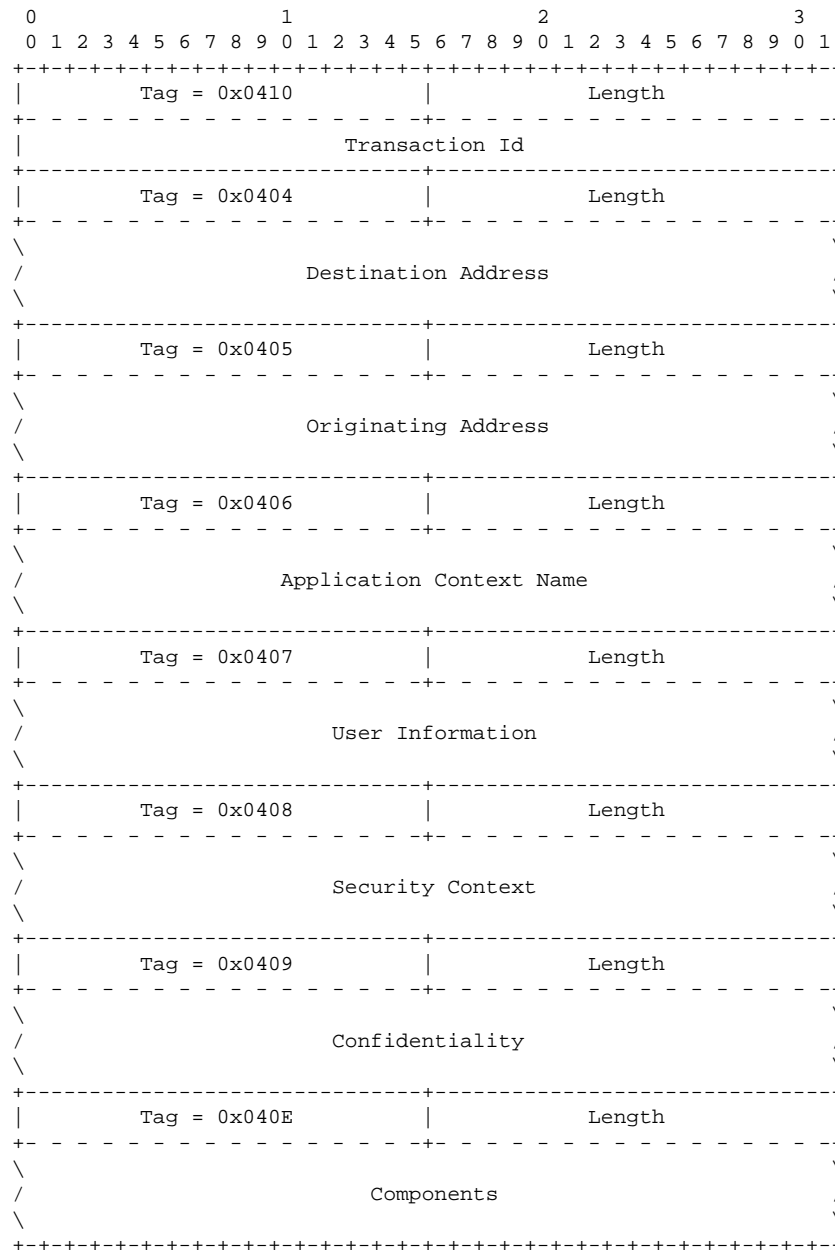 0                   1                   2                   3
0 1 2 3 4 5 6 7 8 9 0 1 2 3 4 5 6 7 8 9 0 1 2 3 4 5 6 7 8 9 0 1
Tag = 0x0410 Length
Transaction Id
Tag = 0x0404 Length
Destination Address
Tag = 0x0405 Length
Originating Address
Tag = 0x0406 Length
Application Context Name
Tag = 0x0407 Length
User Information
Tag = 0x0408 Length
Security Context
Tag = 0x0409 Length
Confidentiality
Tag = 0x040E Length
Components